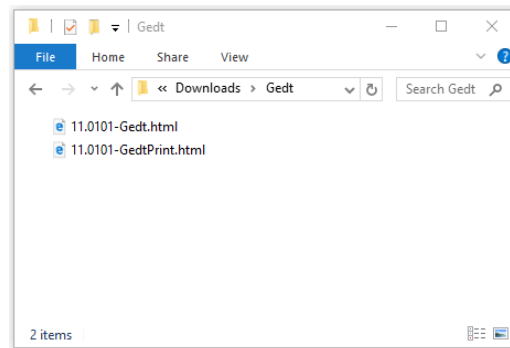 Gedt
File Home Share View
« Downloads > Gedt Search Gedt
11.0101-Gedt.html
11.0101-GedtPrint.html
2 items